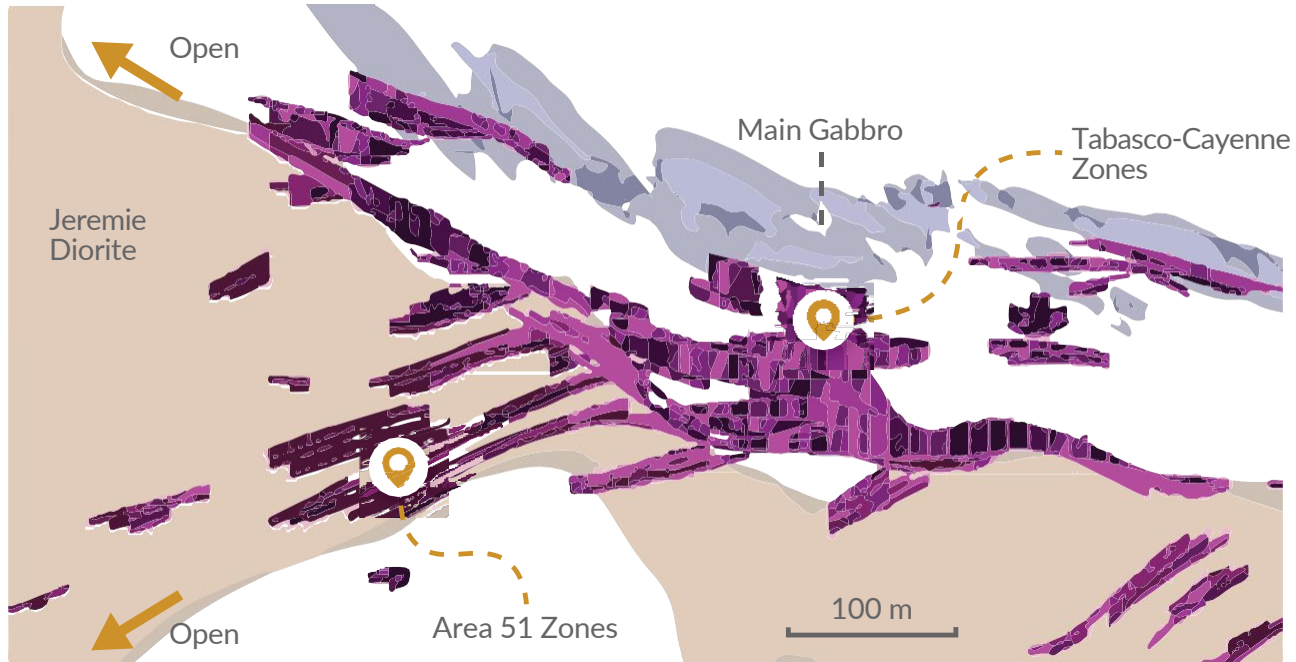 Open
Main Gabbro
Tabasco-Cayenne
Zones
Jeremie
Diorite
100 m
Area 51 Zones
Open